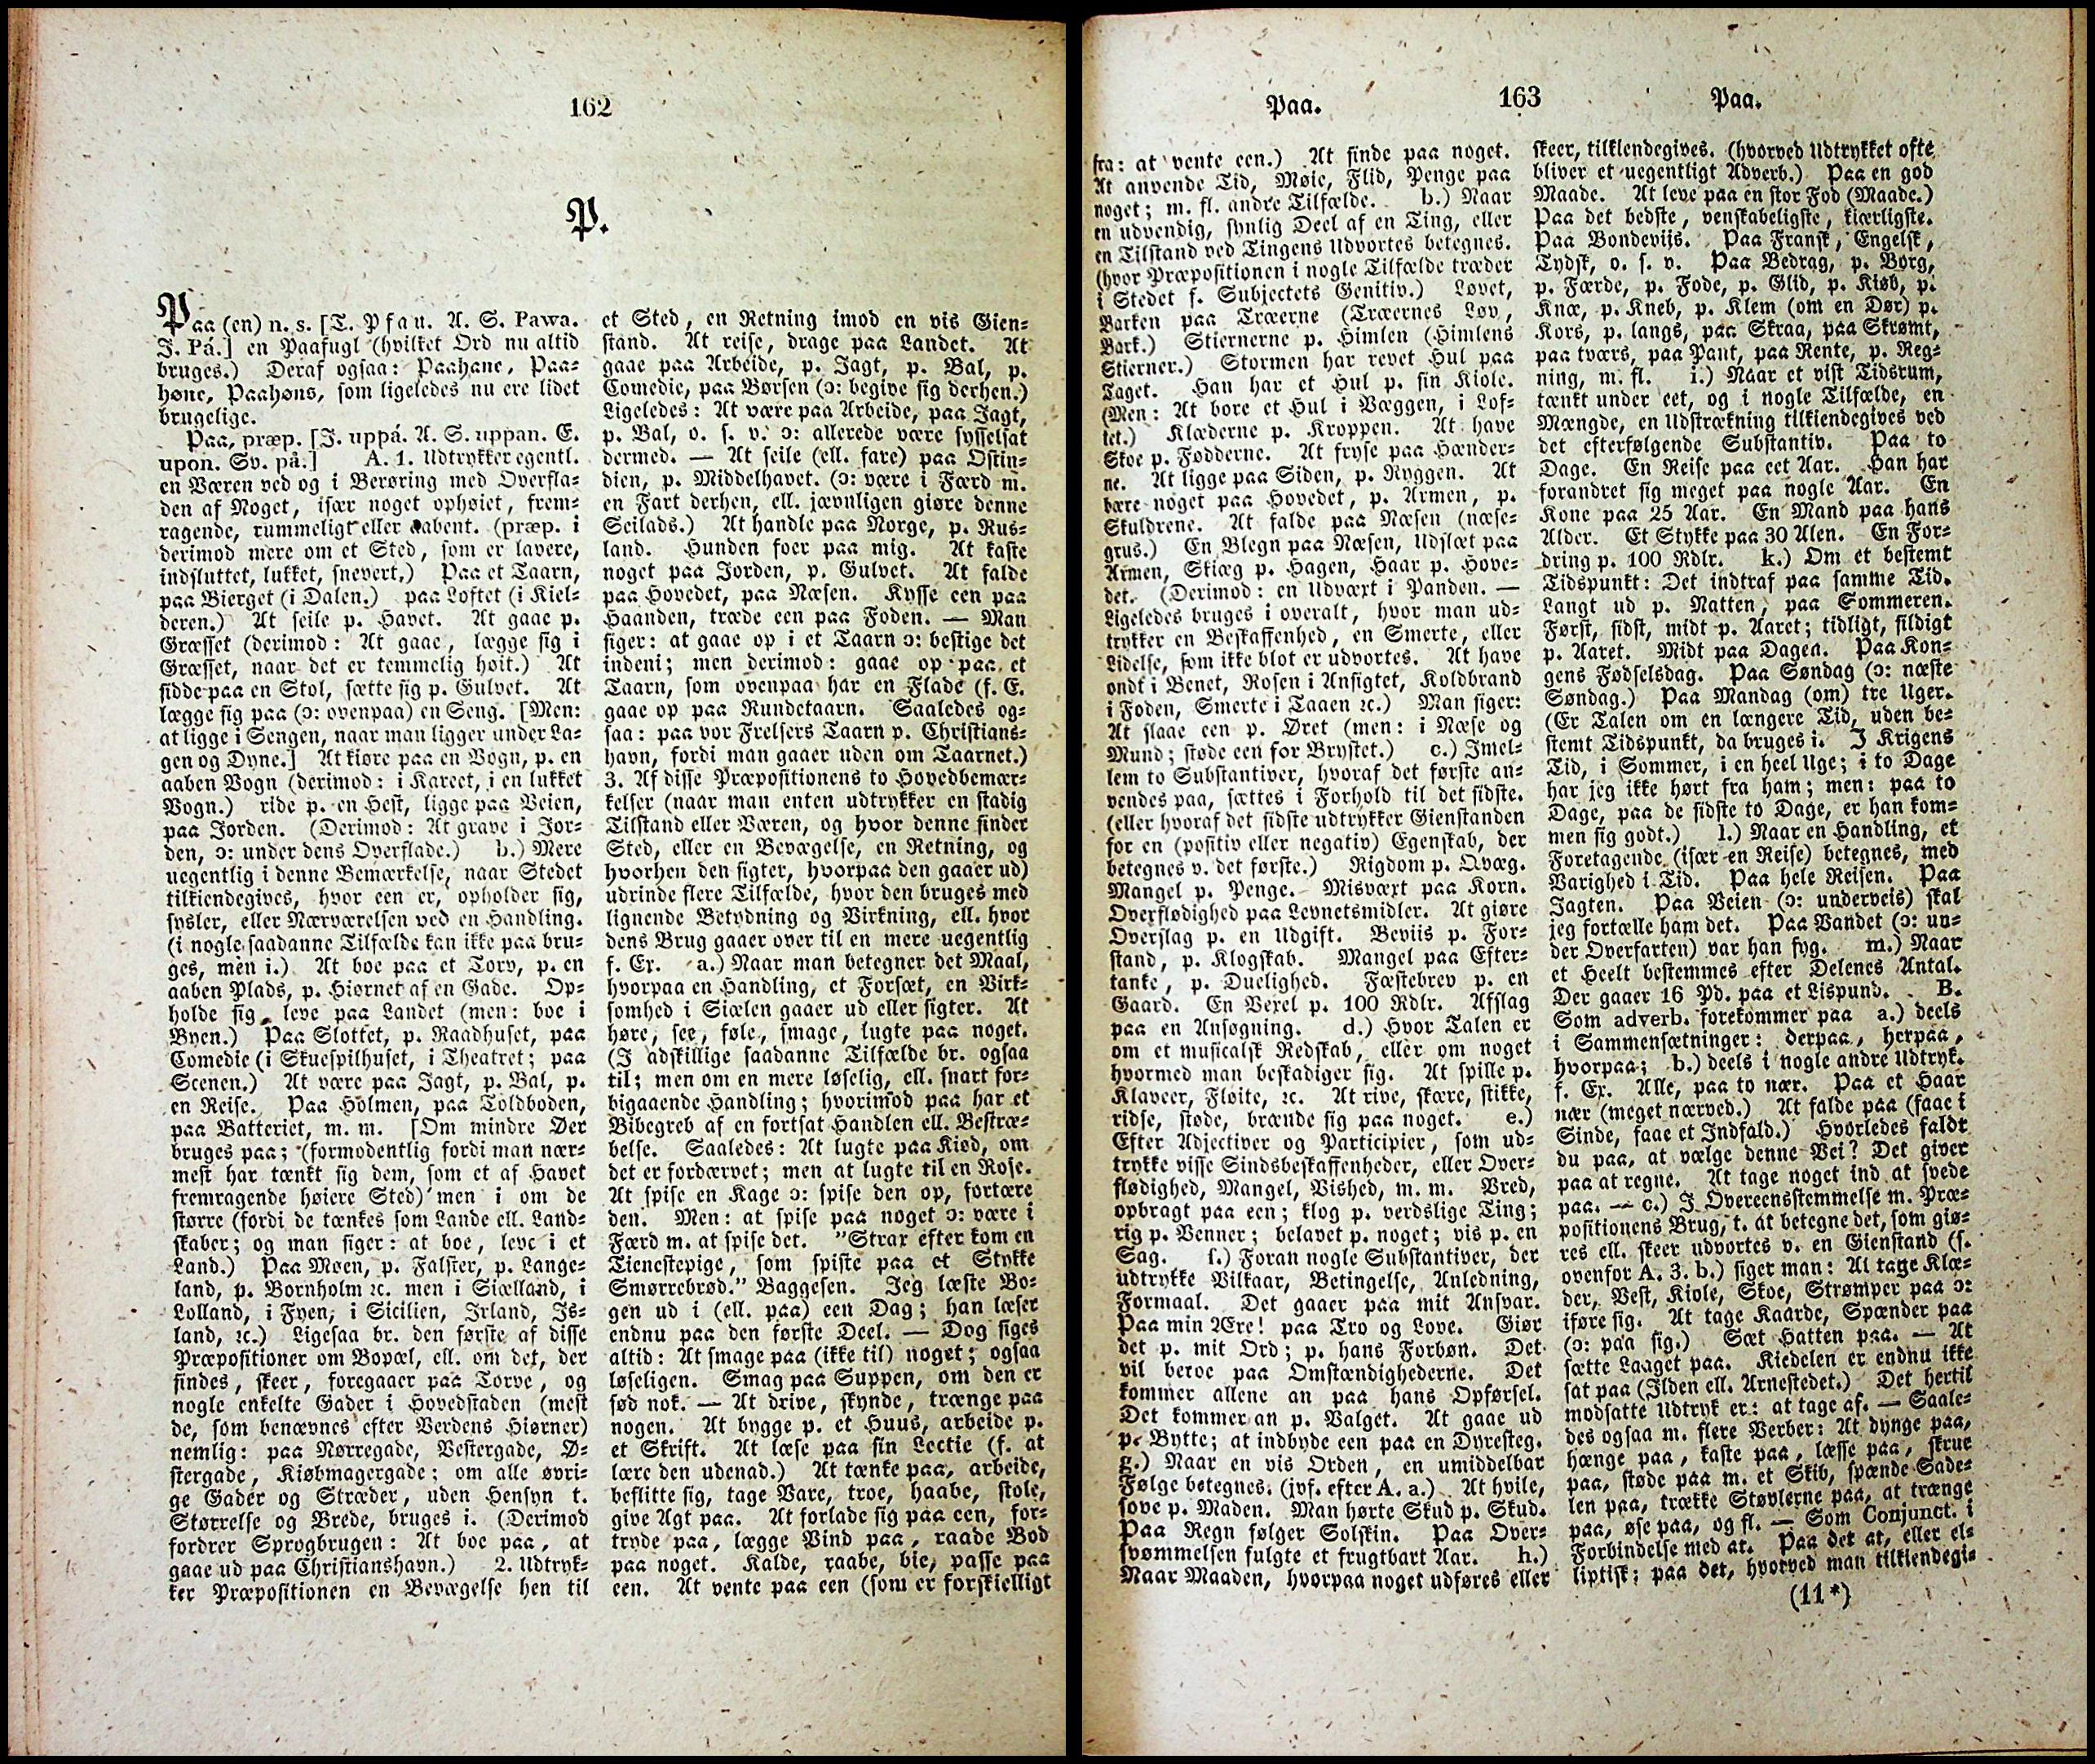 162
P.
Paa (en) n. s. [T. Pfau. A. S. Pawa.
J. Pá.] en Paafugl (hvilket Ord nu altid
bruges.) Deraf ogsaa: Paahane, Paa-
høne, Paahøns, som ligeledes nu ere lidet
brugelige.
Paa, præp. [J. uppá. A. S. uppan. E.
upon. Sv. på.] A. 1. Udtrykker egentl.
en Væren ved og i Berøring med Overfla-
den af Noget, især noget ophøiet, frem-
ragende, rummeligt eller aabent. (præp. i
derimod mere om et Sted, som er lavere,
indsluttet, lukket, snevert,) Paa et Taarn,
paa Bierget (i Dalen.) paa Loftet (i Kiel-
deren.) At seile p. Havet. At gaae p.
Græsset (derimod: At gaae, lægge sig i
Græsset, naar det er temmelig høit.) At
sidde paa en Stol, sætte sig p. Gulvet. At
lægge sig paa (ɔ: ovenpaa) en Seng. [Men:
at ligge i Sengen, naar man ligger under La-
gen og Dyne.] At kiøre paa en Vogn, p. en
aaben Vogn (derimod: i Kareet, i en lukket
Vogn.) ride p. en Hest, ligge paa Veien,
paa Jorden. (Derimod: At grave i Jor-
den, ɔ: under dens Overflade.) b.) Mere
uegentlig i denne Bemærkelse, naar Stedet
tilkiendegives, hvor een er, opholder sig,
sysler, eller Nærværelsen ved en Handling.
(i nogle saadanne Tilfælde kan ikke paa bru-
ges, men i.) At boe paa et Torv, p. en
aaben Plads, p. Hiørnet af en Gade. Op-
holde sig, leve paa Landet (men: boe i
Byen.) Paa Slottet, p. Raadhuset, paa
Comedie (i Skuespilhuset, i Theatret; paa
Scenen.) At være paa Jagt, p. Bal, p.
en Reise. Paa Holmen, paa Toldboden,
paa Batteriet, m. m. [Om mindre Øer
bruges paa; (formodentlig fordi man nær-
mest har tænkt sig dem, som et af Havet
fremragende høiere Sted) men i om de
større (fordi de tænkes som Lande ell. Land-
skaber; og man siger: at boe, leve i et
Land.) Paa Møen, p. Falster, p. Lange-
land, p. Bornholm ꝛc. men i Siælland, i
Lolland, i Fyen, i Sicilien, Irland, Is-
land, ꝛc.) Ligesaa br. den første af disse
Præpositioner om Bopæl, ell. om det, der
findes, skeer, foregaaer paa Torve, og
nogle enkelte Gader i Hovedstaden (mest
de, som benævnes efter Verdens Hiørner)
nemlig: paa Nørregade, Vestergade, Ø-
stergade, Kiøbmagergade; om alle øvri-
ge Gader og Stræder, uden Hensyn t.
Størrelse og Brede, bruges i. (Derimod
fordrer Sprogbrugen: At boe paa, at
gaae ud paa Christianshavn.) 2. Udtryk-
ker Præpositionen en Bevægelse hen til
et Sted, en Retning imod en vis Gien-
stand. At reise, drage paa Landet. At
gaae paa Arbeide, p. Jagt, p. Bal, p.
Comedie, paa Børsen (ɔ: begive sig derhen.)
Ligeledes: At være paa Arbeide, paa Jagt,
p. Bal, o. s. v. ɔ: allerede være sysselsat
dermed. — At seile (ell. fare) paa Ostin-
dien, p. Middelhavet. (ɔ: være i Færd m.
en Fart derhen, ell. jævnligen giøre denne
Seilads.) At handle paa Norge, p. Rus-
land. Hunden foer paa mig. At kaste
noget paa Jorden, p. Gulvet. At falde
paa Hovedet, paa Næsen. Kysse een paa
Haanden, træde een paa Foden. — Man
siger: at gaae op i et Taarn ɔ: bestige det
indeni; men derimod: gaae op paa et
Taarn, som ovenpaa har en Flade (f. E.
gaae op paa Rundetaarn. Saaledes og-
saa: paa vor Frelsers Taarn p. Christians-
havn, fordi man gaaer uden om Taarnet.)
3. Af disse Præpositionens to Hovedbemær-
kelser (naar man enten udtrykker en stadig
Tilstand eller Væren, og hvor denne finder
Sted, eller en Bevægelse, en Retning, og
hvorhen den sigter, hvorpaa den gaaer ud)
udrinde flere Tilfælde, hvor den bruges med
lignende Betydning og Virkning, ell. hvor
dens Brug gaaer over til en mere uegentlig
f. Ex. a.) Naar man betegner det Maal,
hvorpaa en Handling, et Forsæt, en Virk-
somhed i Siælen gaaer ud eller sigter. At
høre, see, føle, smage, lugte paa noget.
(I adskillige saadanne Tilfælde br. ogsaa
til; men om en mere løselig, ell. snart for-
bigaaende Handling; hvorimod paa har et
Bibegreb af en fortsat Handlen ell. Bestræ-
belse. Saaledes: At lugte paa Kiød, om
det er fordærvet; men at lugte til en Rose.
At spise en Kage ɔ: spise den op, fortære
den. Men: at spise paa noget ɔ: være i
Færd m. at spise det. "Strax efter kom en
Tienestepige, som spiste paa et Stykke
Smørrebrød." Baggesen. Jeg læste Bo-
gen ud i (ell. paa) een Dag; han læser
endnu paa den første Deel. — Dog siges
altid: At smage paa (ikke til) noget; ogsaa
løseligen. Smag paa Suppen, om den er
sød nok. — At drive, skynde, trænge paa
nogen. At bygge p. et Huus, arbeide p.
et Skrift. At læse paa sin Lectie (f. at
lære den udenad.) At tænke paa, arbeide,
beflitte sig, tage Vare, troe, haabe, stole,
give Agt paa. At forlade sig paa een, for-
tryde paa, lægge Vind paa, raade Bod
paa noget. Kalde, raabe, bie, passe paa
een. At vente paa een (som er forskielligt
Paa. 163 Paa.
fra: at vente een.) At finde paa noget.
At anvende Tid, Møie, Flid, Penge paa
noget; m. fl. andre Tilfælde. b.) Naar
en udvendig, synlig Deel af en Ting, eller
en Tilstand ved Tingens Udvortes betegnes.
(hvor Præpositionen i nogle Tilfælde træder
i Stedet f. Subjectets Genitiv.) Løvet,
Barken paa Træerne (Træernes Løv,
Bark.) Stiernerne p. Himlen (Himlens
Stierner.) Stormen har revet Hul paa
Taget. Han har et Hul p. sin Kiole.
(Men: At bore et Hul i Væggen, i Lof-
tet.) Klæderne p. Kroppen. At have
Skoe p. Fødderne. At fryse paa Hænder-
ne. At ligge paa Siden, p. Ryggen. At
bære noget paa Hovedet, p. Armen, p.
Skuldrene. At falde paa Næsen (næse-
grus.) En Blegn paa Næsen, Udslæt paa
Armen, Skiæg p. Hagen, Haar p. Hove-
det. (Derimod: en Udvæxt i Panden. —
Ligeledes bruges i overalt, hvor man ud-
trykker en Beskaffenhed, en Smerte, eller
Lidelse, som ikke blot er udvortes. At have
ondt i Benet, Rosen i Ansigtet, Koldbrand
i Foden, Smerte i Taaen ꝛc.) Man siger:
At slaae een p. Øret (men: i Næse og
Mund; støde een for Brystet.) c.) Imel-
lem to Substantiver, hvoraf det første an-
vendes paa, sættes i Forhold til det sidste.
(eller hvoraf det sidste udtrykker Gienstanden
for en (positiv eller negativ) Egenskab, der
betegnes v. det første.) Rigdom p. Qvæg.
Mangel p. Penge. Misvæxt paa Korn.
Overflødighed paa Levnetsmidler. At giøre
Overslag p. en Udgift. Beviis p. For-
stand, p. Klogskab. Mangel paa Efter-
tanke, p. Duelighed. Fæstebrev p. en
Gaard. En Vexel p. 100 Rdlr. Afslag
paa en Ansøgning. d.) Hvor Talen er
om et musicalsk Redskab, eller om noget
hvormed man beskadiger sig. At spille p.
Klaveer, Fløite, ꝛc. At rive, skære, stikke,
ridse, støde, brænde sig paa noget. e.)
Efter Adjectiver og Participier, som ud-
trykke visse Sindsbeskaffenheder, eller Over-
flødighed, Mangel, Vished, m. m. Vred,
opbragt paa een; klog p. verdslige Ting;
rig p. Venner; belavet p. noget; vis p. en
Sag. f.) Foran nogle Substantiver, der
udtrykke Vilkaar, Betingelse, Anledning,
Formaal. Det gaaer paa mit Ansvar.
Paa min Ære! paa Tro og Love. Giør
det p. mit Ord; p. hans Forbøn. Det
vil beroe paa Omstændighederne. Det
kommer allene an paa hans Opførsel.
Det kommer an p. Valget. At gaae ud
p. Bytte; at indbyde een paa en Dyresteg.
g.) Naar en vis Orden, en umiddelbar
Følge betegnes. (jvf. efter A. a.) At hvile,
sove p. Maden. Man hørte Skud p. Skud.
Paa Regn følger Solskin. Paa Over-
svømmelsen fulgte et frugtbart Aar. h.)
Naar Maaden, hvorpaa noget udføres eller
skeer, tilkiendegives. (hvorved Udtrykket ofte
bliver et uegentligt Adverb.) Paa en god
Maade. At leve paa en stor Fod (Maade.)
Paa det bedste, venskabeligste, kiærligste.
Paa Bondeviis. Paa Fransk, Engelsk,
Tydsk, o. s. v. Paa Bedrag, p. Borg,
p. Færde, p. Fode, p. Glid, p. Kiøb, p.
Knæ, p. Kneb, p. Klem (om en Dør) p.
Kors, p. langs, paa Skraa, paa Skrømt,
paa tværs, paa Pant, paa Rente, p. Reg-
ning, m. fl. i.) Naar et vist Tidsrum,
tænkt under eet, og i nogle Tilfælde, en
Mængde, en Udstrækning tilkiendegives ved
det efterfølgende Substantiv. Paa to
Dage. En Reise paa eet Aar. Han har
forandret sig meget paa nogle Aar. En
Kone paa 25 Aar. En Mand paa hans
Alder. Et Stykke paa 30 Alen. En For-
dring p. 100 Rdlr. k.) Om et bestemt
Tidspunkt: Det indtraf paa samme Tid.
Langt ud p. Natten, paa Sommeren.
Først, sidst, midt p. Aaret; tidligt, sildigt
p. Aaret. Midt paa Dagen. Paa Kon-
gens Fødselsdag. Paa Søndag (ɔ: næste
Søndag.) Paa Mandag (om) tre Uger.
(Er Talen om en længere Tid, uden be-
stemt Tidspunkt, da bruges i. I Krigens
Tid, i Sommer, i en heel Uge; i to Dage
har jeg ikke hørt fra ham; men: paa to
Dage, paa de sidste to Dage, er han kom-
men sig godt.) l.) Naar en Handling, et
Foretagende (især en Reise) betegnes, med
Varighed i Tid. Paa hele Reisen. Paa
Jagten. Paa Veien (ɔ: underveis) skal
jeg fortælle ham det. Paa Vandet (ɔ: un-
der Overfarten) var han syg. m.) Naar
et Heelt bestemmes efter Delenes Antal.
Der gaaer 16 Pd. paa et Lispund. B.
Som adverb. forekommer paa a.) deels
i Sammensætninger: derpaa, herpaa,
hvorpaa; b.) deels i nogle andre Udtryk.
f. Ex. Alle, paa to nær. Paa et Haar
nær (meget nærved.) At falde paa (faae i
Sinde, faae et Indfald.) Hvorledes faldt
du paa, at vælge denne Vei? Det giver
paa at regne. At tage noget ind at svede
paa. — c.) I Overeensstemmelse m. Præ-
positionens Brug, t. at betegne det, som giø-
res ell. skeer udvortes v. en Gienstand (s.
ovenfor A. 3. b.) siger man: At tage Klæ-
der, Vest, Kiole, Skoe, Strømper paa ɔ:
iføre sig. At tage Kaarde, Spænder paa
(ɔ: paa sig.) Sæt Hatten paa. — At
sætte Laaget paa. Kiedelen er endnu ikke
sat paa (Ilden ell. Arnestedet.) Det hertil
modsatte Udtryk er: at tage af. — Saale-
des ogsaa m. flere Verber: At dynge paa,
hænge paa, kaste paa, læsse paa, skrue
paa, støde paa m. et Skib, spænde Sade-
len paa, trække Støvlerne paa, at trænge
paa, øse paa, og fl. — Som Conjunct. i
Forbindelse med at. Paa det at, eller el-
liptisk; paa det, hvorved man tilkiendegi-
(11*)